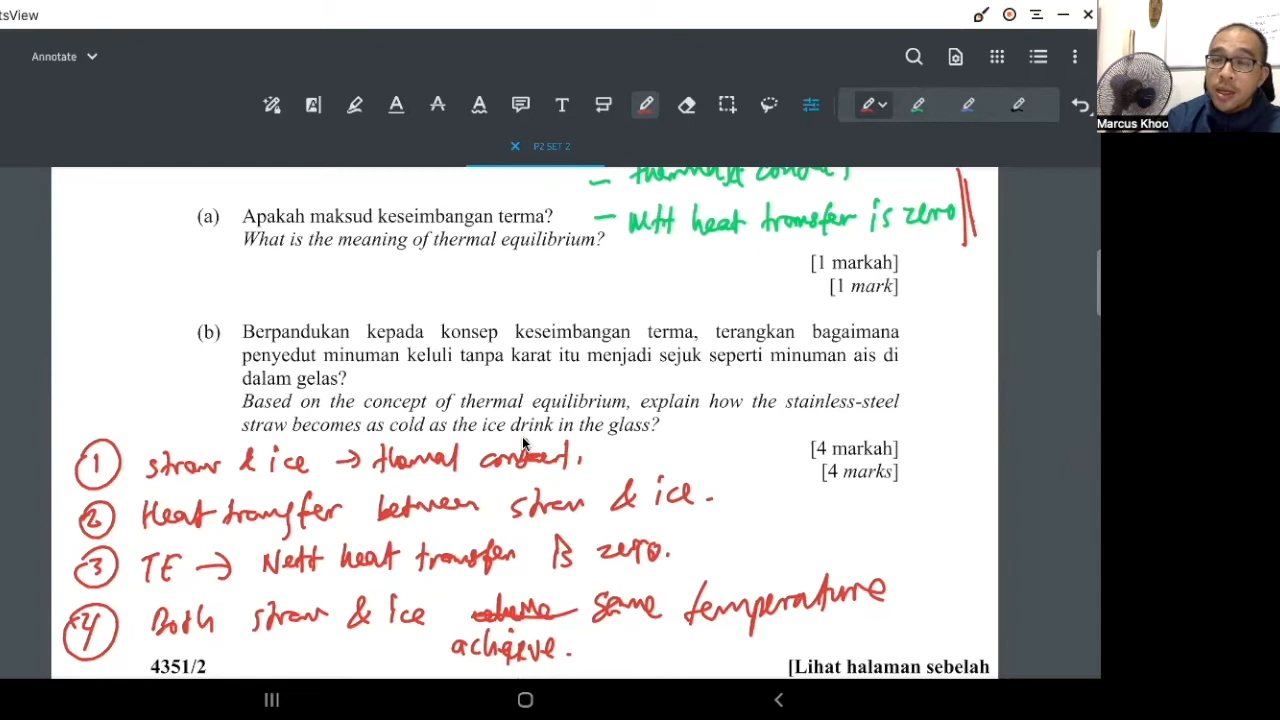 tsView
Annotate
Marcus Khoo
P2 SET 2
- thermal contact
(a) Apakah maksud keseimbangan terma?
- Nett heat transfer is zero
What is the meaning of thermal equilibrium?
[1 markah]
[1 mark]
(b) Berpandukan kepada konsep keseimbangan terma, terangkan bagaimana
penyedut minuman keluli tanpa karat itu menjadi sejuk seperti minuman ais di
dalam gelas?
Based on the concept of thermal equilibrium, explain how the stainless-steel
straw becomes as cold as the ice drink in the glass?
[4 markah]
[4 marks]
1 straw & ice → thermal contact.
2 Heat transfer between straw & ice.
3 TE → Nett heat transfer is zero.
4 Both straw & ice same temperature
achieve.
4351/2 [Lihat halaman sebelah